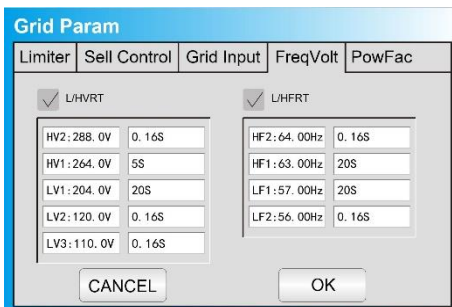 Grid Param
Limiter Sell Control Grid Input FreqVolt PowFac
L/HVRT
HV2:288. 0V 0. 16S
HV1:264. 0V 5S
LV1:204. 0V 20S
LV2:120. 0V 0. 16S
LV3:110. 0V 0. 16S
L/HFRT
HF2:64. 00Hz 0. 16S
HF1:63. 00Hz 20S
LF1:57. 00Hz 20S
LF2:56. 00Hz 0. 16S
CANCEL OK